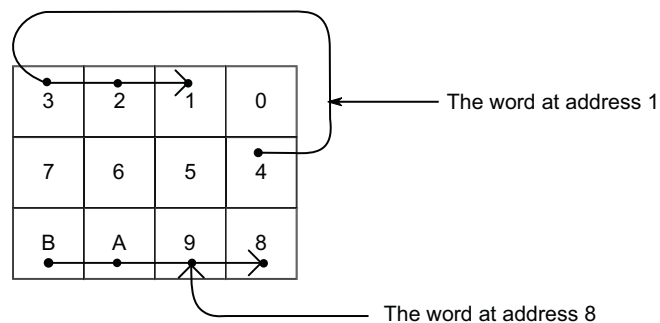 3 2 1 0
The word at address 1
7 6 5 4
B A 9 8
The word at address 8